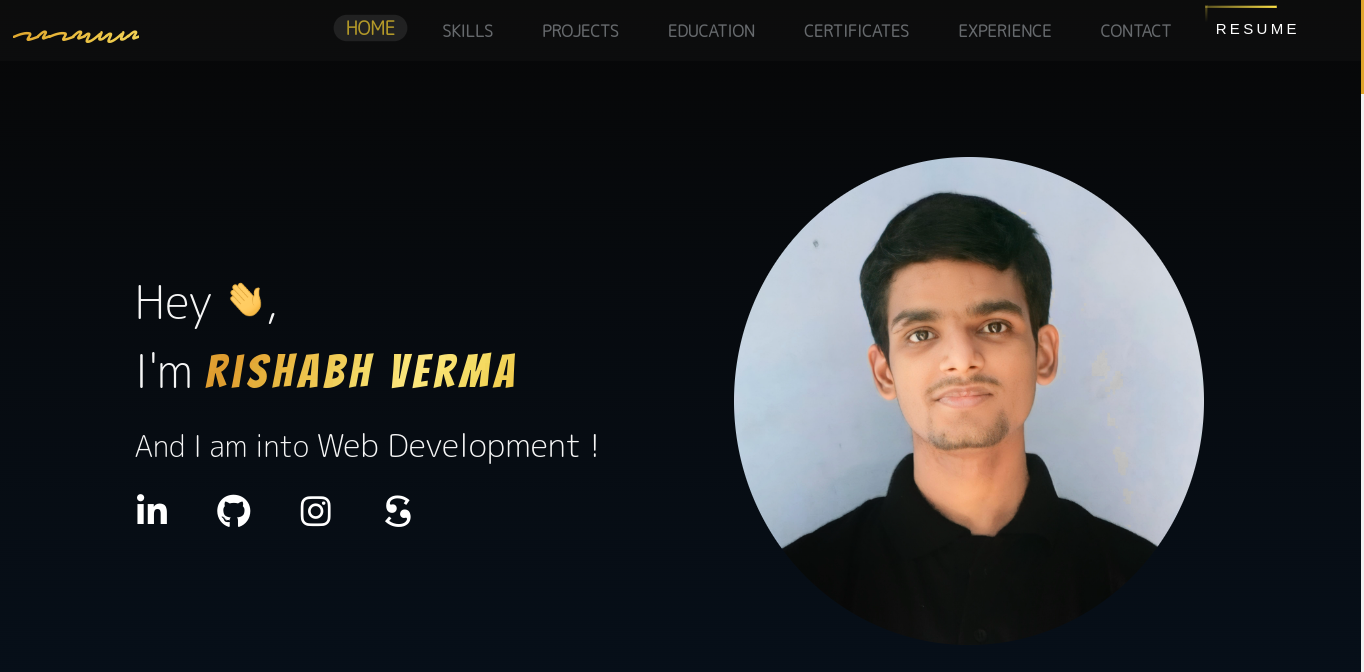 HOME SKILLS PROJECTS EDUCATION CERTIFICATES EXPERIENCE CONTACT RESUME
Hey 👋,
I'm RISHABH VERMA
And I am into Web Development !